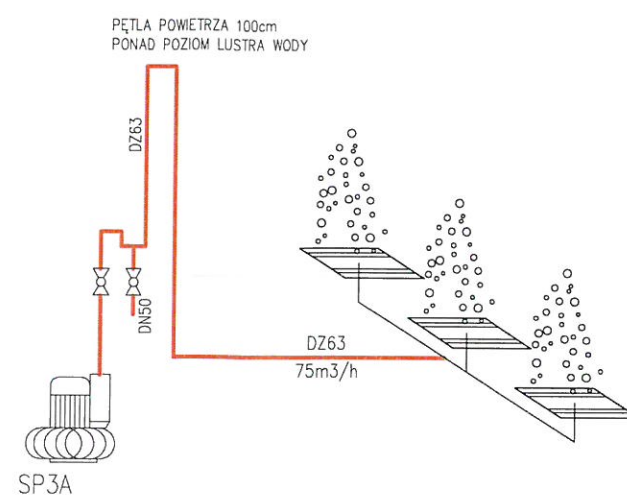 PĘTLA POWIETRZA 100cm
PONAD POZIOM LUSTRA WODY
DZ63
DN50
DZ63
75m3/h
SP3A